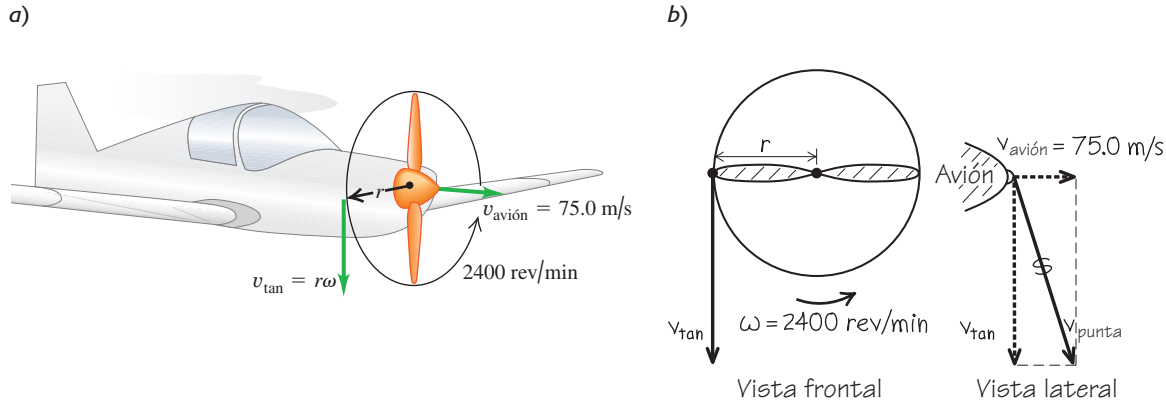 a)
r
v_avión = 75.0 m/s
2400 rev/min
v_tan = rω
b)
r
v_tan
ω = 2400 rev/min
Vista frontal
v_avión = 75.0 m/s
Avión
v_tan
v_punta
Vista lateral